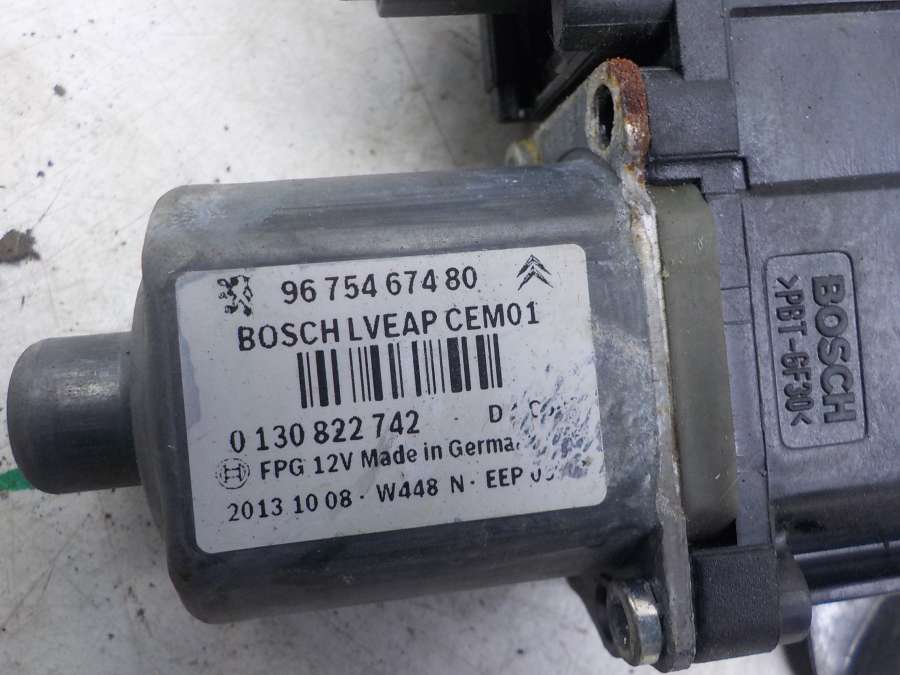 96 754 674 80
BOSCH LVEAP CEM01
0 130 822 742
FPG 12V Made in
2013 10 08 · W448 N · EEP
BOSCH
>PBT-GF30<